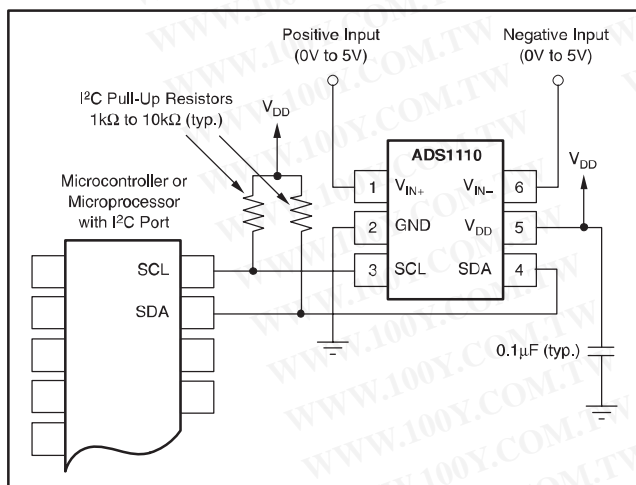 Positive Input
(0V to 5V)
Negative Input
(0V to 5V)
I²C Pull-Up Resistors
1kΩ to 10kΩ (typ.)
V_DD
Microcontroller or
Microprocessor
with I²C Port
SCL
SDA
ADS1110
1 V_IN+ V_IN– 6
2 GND V_DD 5
3 SCL SDA 4
V_DD
0.1µF (typ.)
WWW.100Y.COM.TW